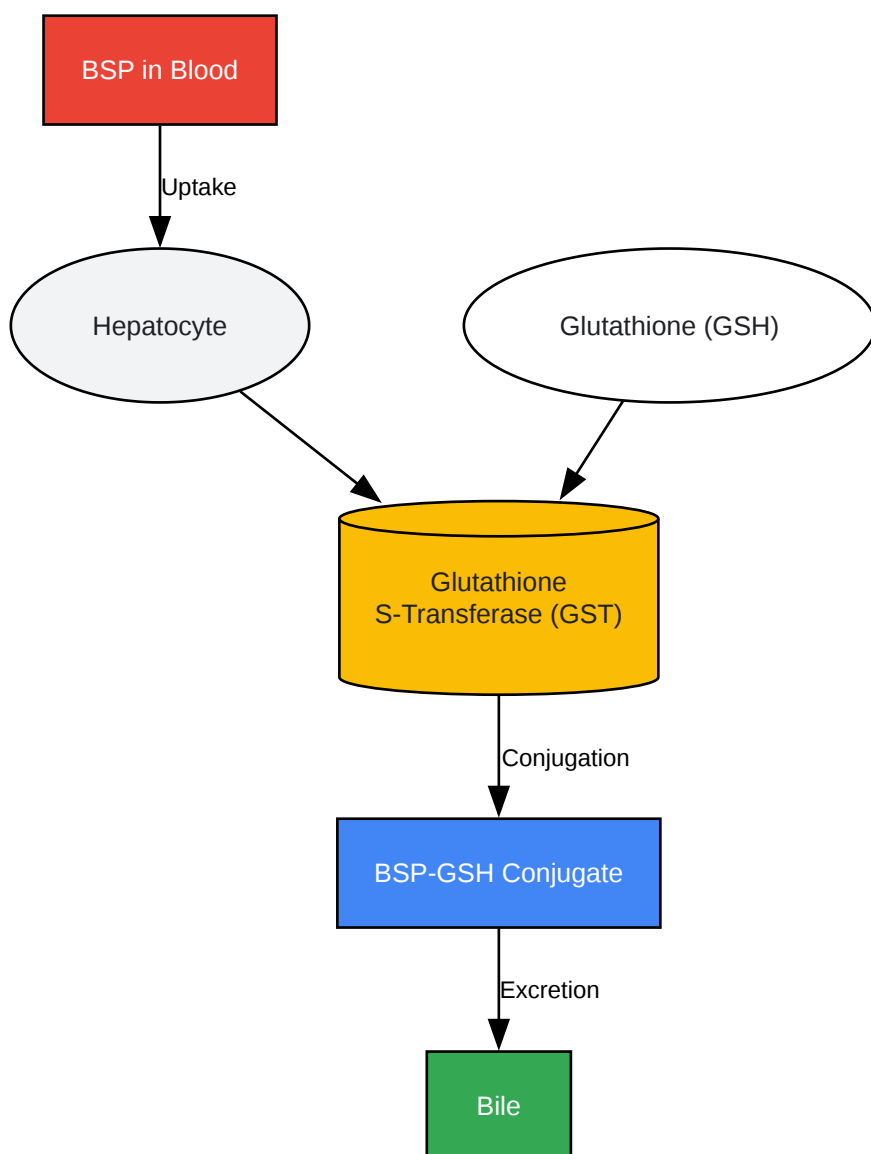 BSP in Blood
Uptake
Hepatocyte
Glutathione (GSH)
Glutathione
S-Transferase (GST)
Conjugation
BSP-GSH Conjugate
Excretion
Bile